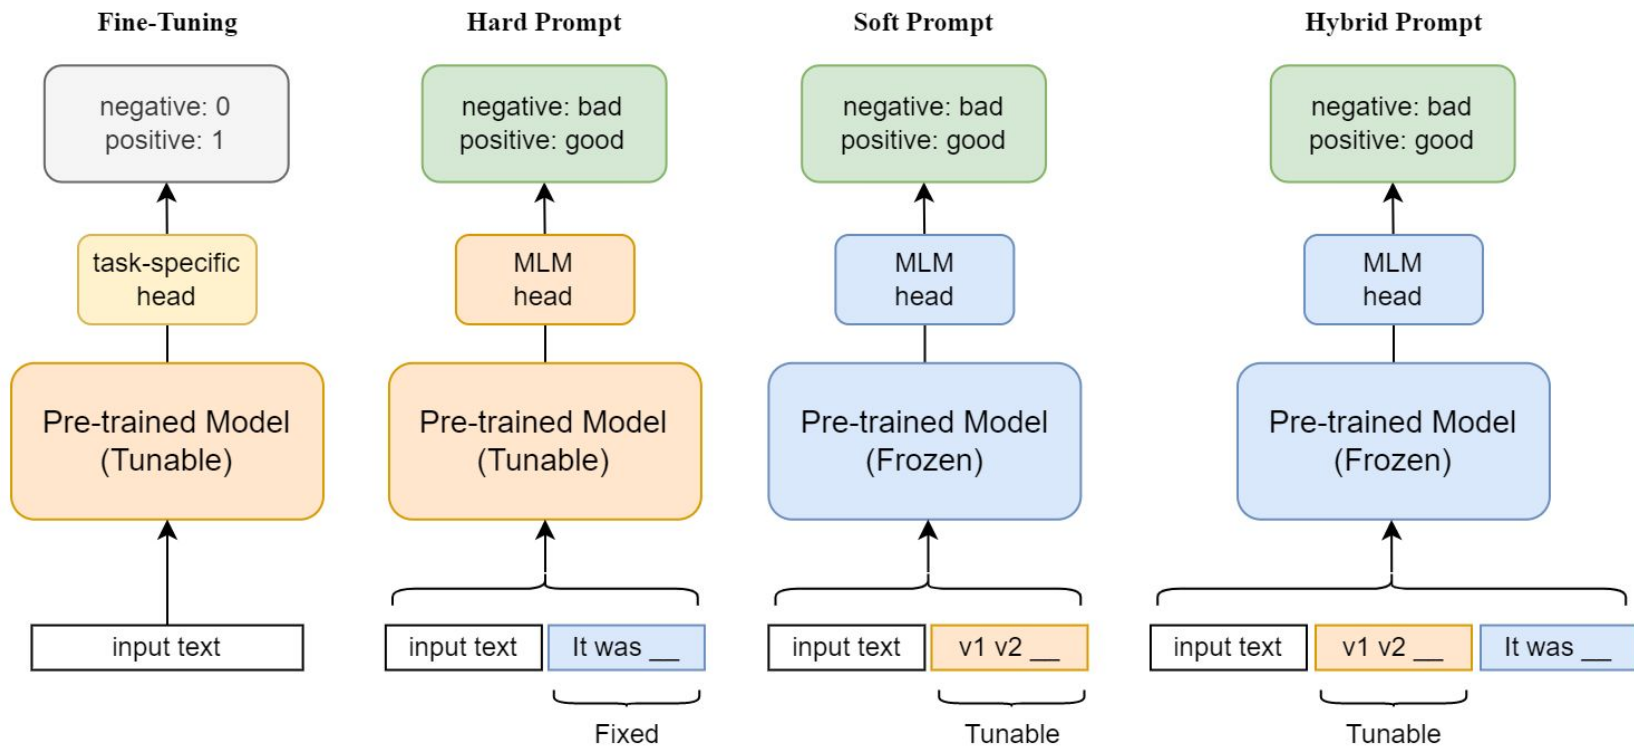 Fine-Tuning
negative: 0
positive: 1
task-specific
head
Pre-trained Model
(Tunable)
input text
Hard Prompt
negative: bad
positive: good
MLM
head
Pre-trained Model
(Tunable)
input text
It was __
Fixed
Soft Prompt
negative: bad
positive: good
MLM
head
Pre-trained Model
(Frozen)
input text
v1 v2 __
Tunable
Hybrid Prompt
negative: bad
positive: good
MLM
head
Pre-trained Model
(Frozen)
input text
v1 v2 __
It was __
Tunable